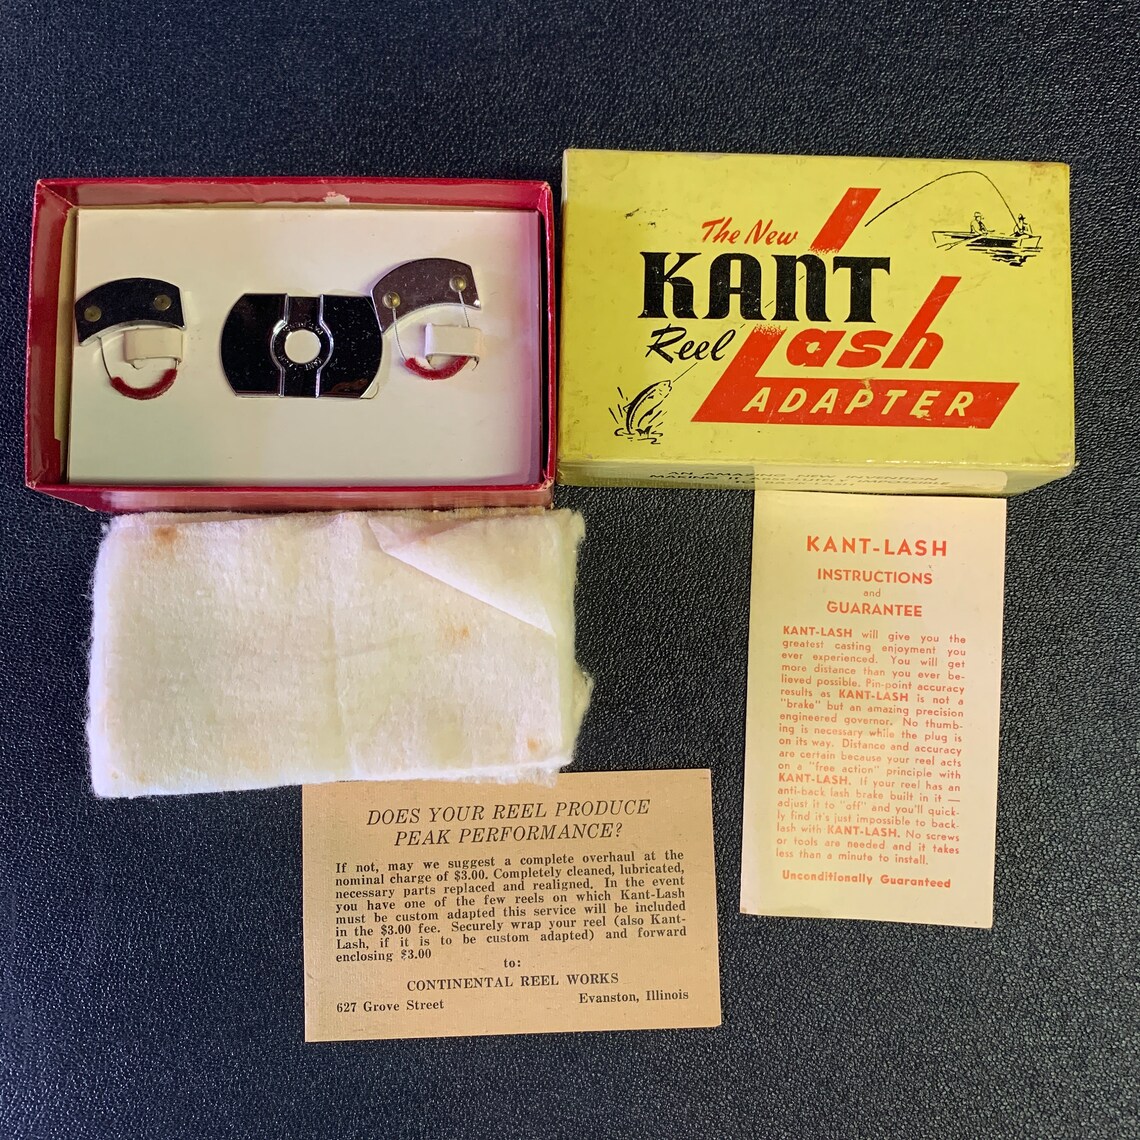 The New
KANT
Reel Lash
ADAPTER
AN AMAZING NEW INVENTION
MAKING IT ABSOLUTELY IMPOSSIBLE
KANT-LASH
INSTRUCTIONS
and
GUARANTEE
KANT-LASH will give you the
greatest casting enjoyment you
ever experienced. You will get
more distance than you ever be-
lieved possible. Pin-point accuracy
results as KANT-LASH is not a
"brake" but an amazing precision
engineered governor. No thumb-
ing is necessary while the plug is
on its way. Distance and accuracy
are certain because your reel acts
on a "free action" principle with
KANT-LASH. If your reel has an
anti-back lash brake built in it —
adjust it to "off" and you'll quick-
ly find it's just impossible to back-
lash with KANT-LASH. No screws
or tools are needed and it takes
less than a minute to install.
Unconditionally Guaranteed
DOES YOUR REEL PRODUCE
PEAK PERFORMANCE?
If not, may we suggest a complete overhaul at the
nominal charge of $3.00. Completely cleaned, lubricated,
necessary parts replaced and realigned. In the event
you have one of the few reels on which Kant-Lash
must be custom adapted this service will be included
in the $3.00 fee. Securely wrap your reel (also Kant-
Lash, if it is to be custom adapted) and forward
enclosing $3.00
to:
CONTINENTAL REEL WORKS
627 Grove Street Evanston, Illinois